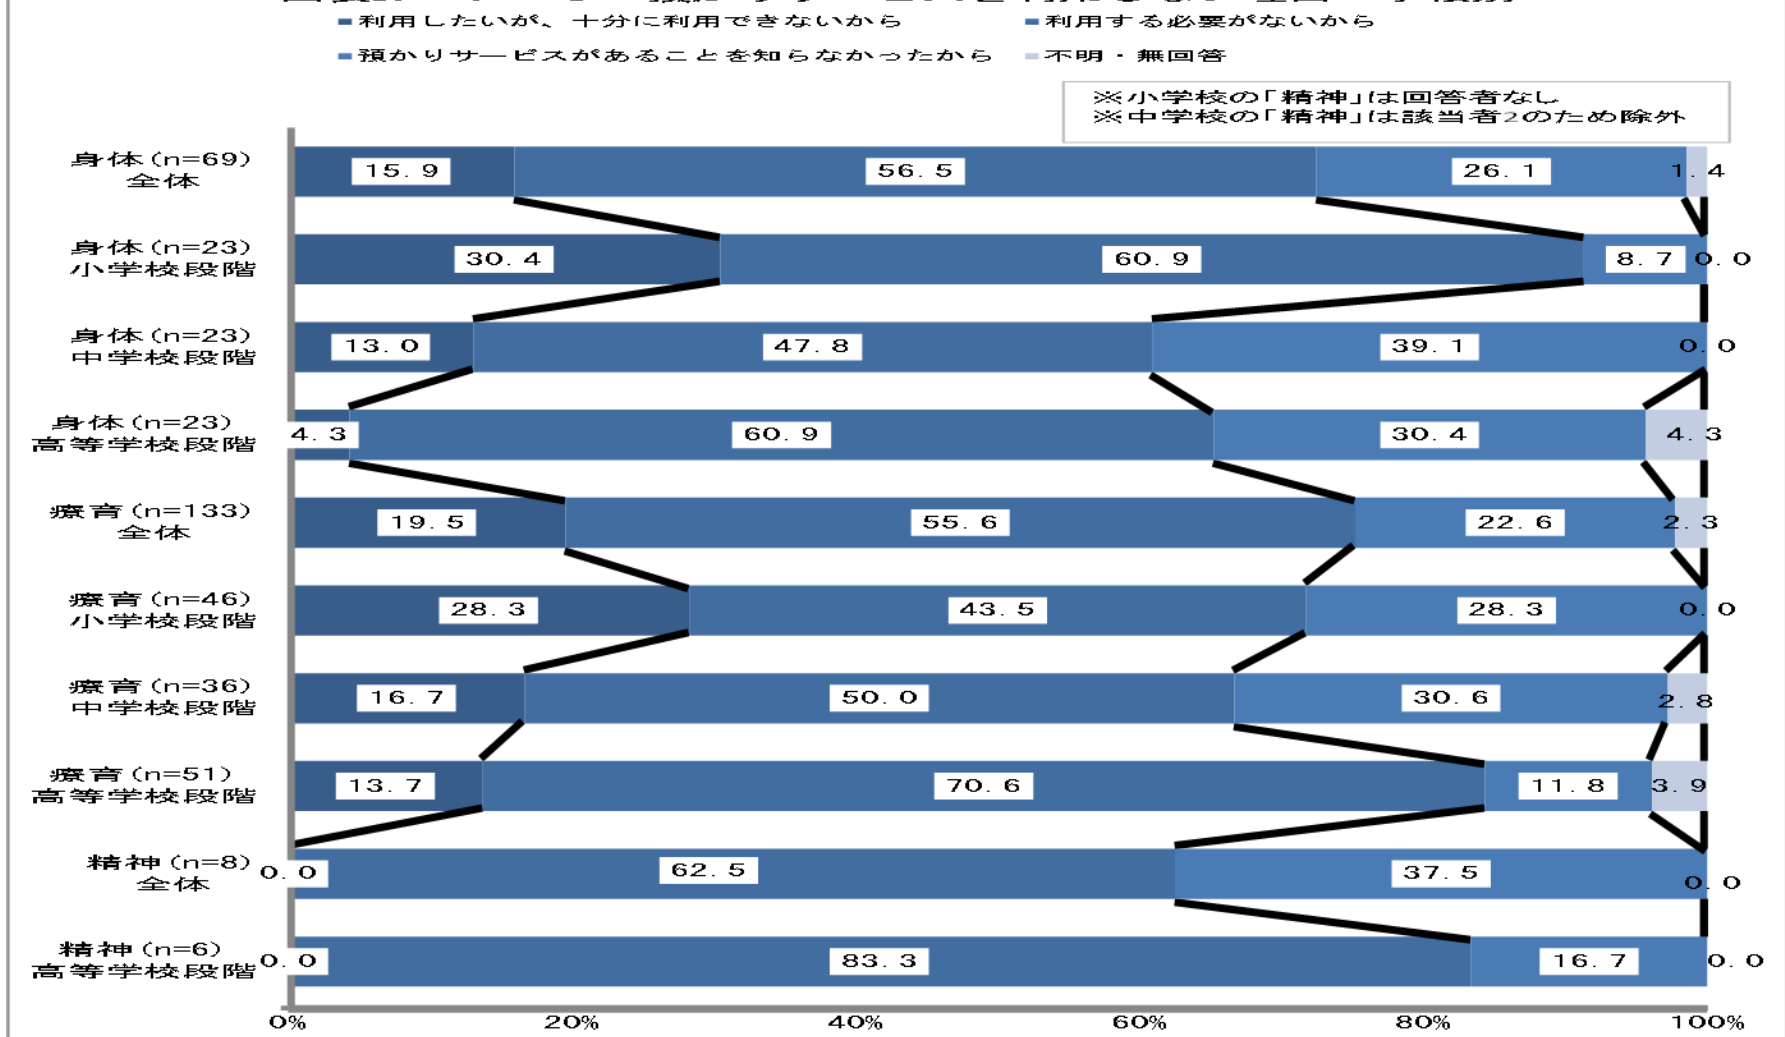 利用したいが、十分に利用できないから
利用する必要がないから
預かりサービスがあることを知らなかったから
不明・無回答
※小学校の「精神」は回答者なし
※中学校の「精神」は該当者2のため除外
身体(n=69)
全体
15.9
56.5
26.1
1.4
身体(n=23)
小学校段階
30.4
60.9
8.7
0.0
身体(n=23)
中学校段階
13.0
47.8
39.1
0.0
身体(n=23)
高等学校段階
4.3
60.9
30.4
4.3
療育(n=133)
全体
19.5
55.6
22.6
2.3
療育(n=46)
小学校段階
28.3
43.5
28.3
0.0
療育(n=36)
中学校段階
16.7
50.0
30.6
2.8
療育(n=51)
高等学校段階
13.7
70.6
11.8
3.9
精神(n=8)
全体
0.0
62.5
37.5
0.0
精神(n=6)
高等学校段階
0.0
83.3
16.7
0.0
0%
20%
40%
60%
80%
100%